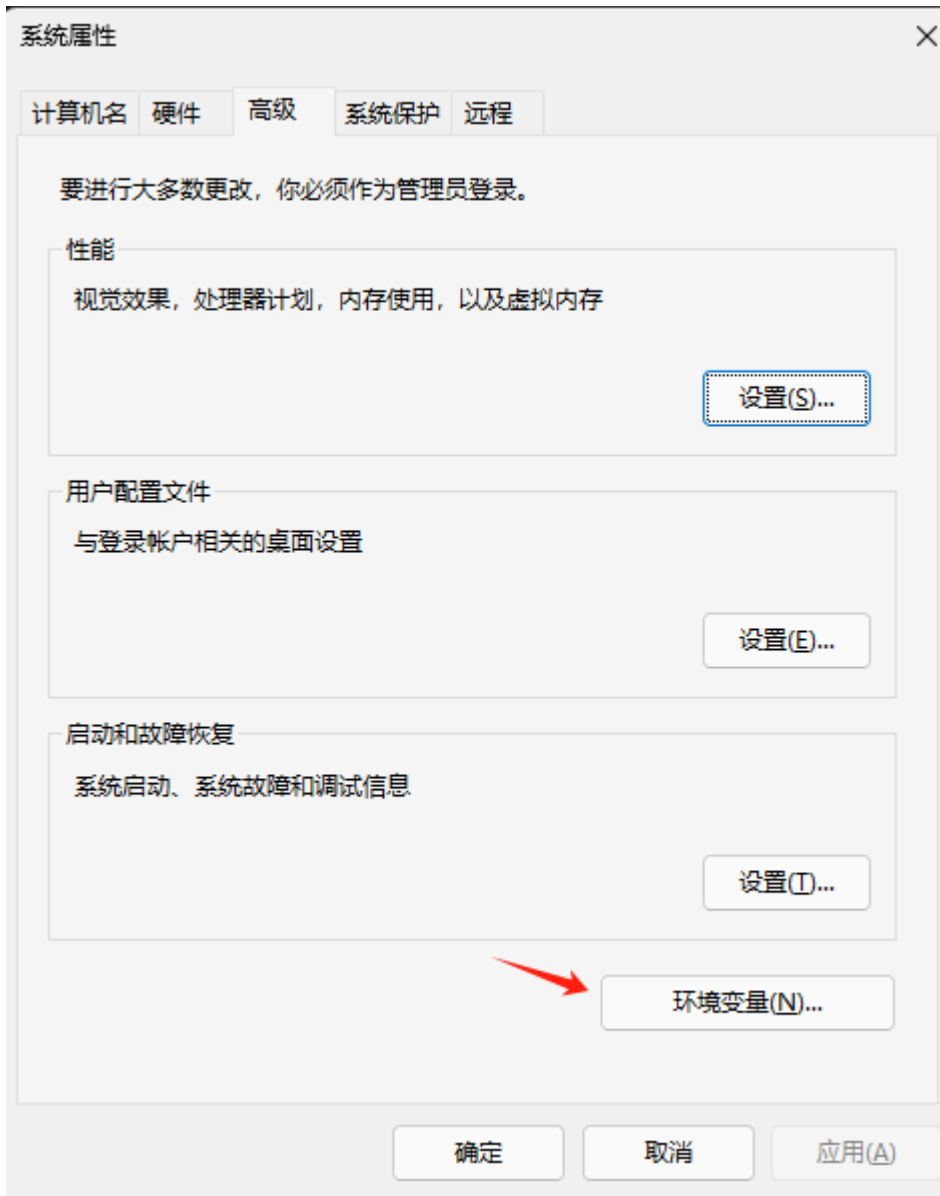 系统属性
计算机名 硬件 高级 系统保护 远程
要进行大多数更改，你必须作为管理员登录。
性能
视觉效果，处理器计划，内存使用，以及虚拟内存
设置(S)...
用户配置文件
与登录帐户相关的桌面设置
设置(E)...
启动和故障恢复
系统启动、系统故障和调试信息
设置(T)...
环境变量(N)...
确定 取消 应用(A)